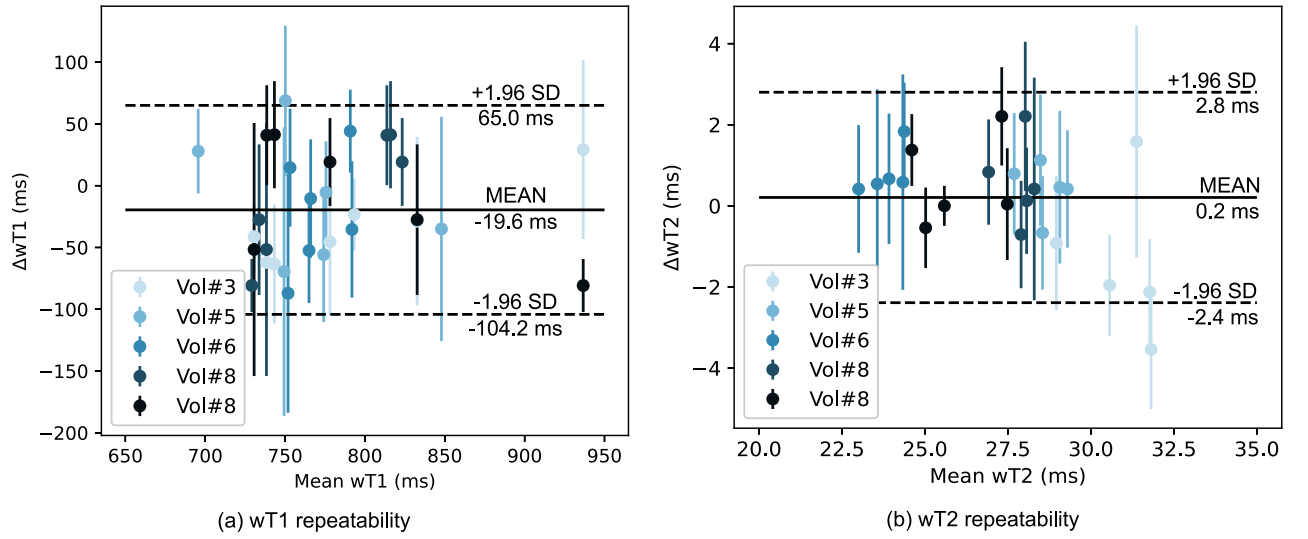 100
50
0
−50
−100
−150
−200
ΔwT1 (ms)
+1.96 SD
65.0 ms
MEAN
-19.6 ms
-1.96 SD
-104.2 ms
Vol#3
Vol#5
Vol#6
Vol#8
Vol#8
650 700 750 800 850 900 950
Mean wT1 (ms)
(a) wT1 repeatability
4
2
0
−2
−4
ΔwT2 (ms)
+1.96 SD
2.8 ms
MEAN
0.2 ms
-1.96 SD
-2.4 ms
Vol#3
Vol#5
Vol#6
Vol#8
Vol#8
20.0 22.5 25.0 27.5 30.0 32.5 35.0
Mean wT2 (ms)
(b) wT2 repeatability